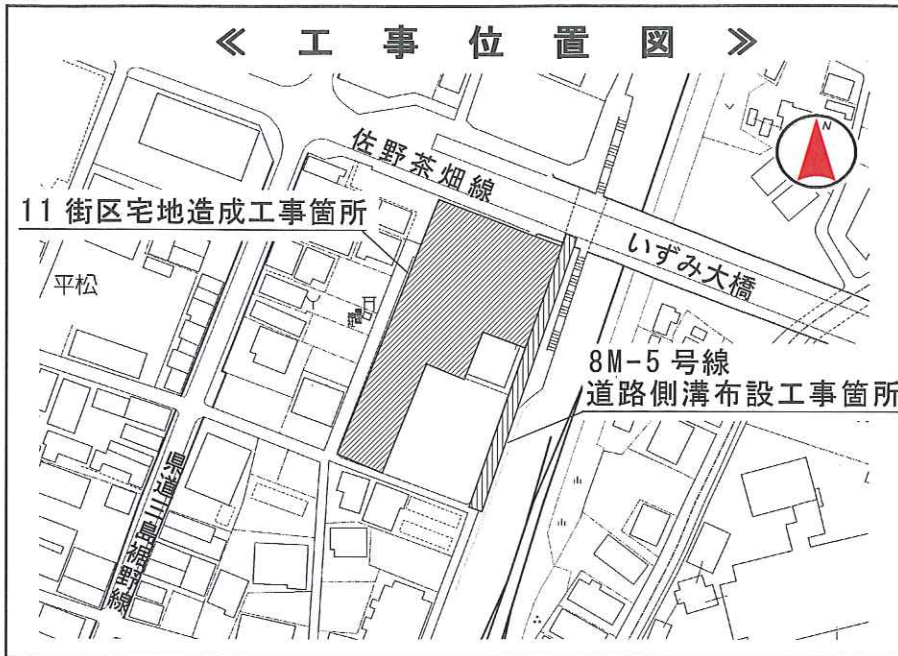 ≪ 工 事 位 置 図 ≫
N
佐野茶畑線
11 街区宅地造成工事箇所
いずみ大橋
平松
8M-5 号線
道路側溝布設工事箇所
県道三島裾野線